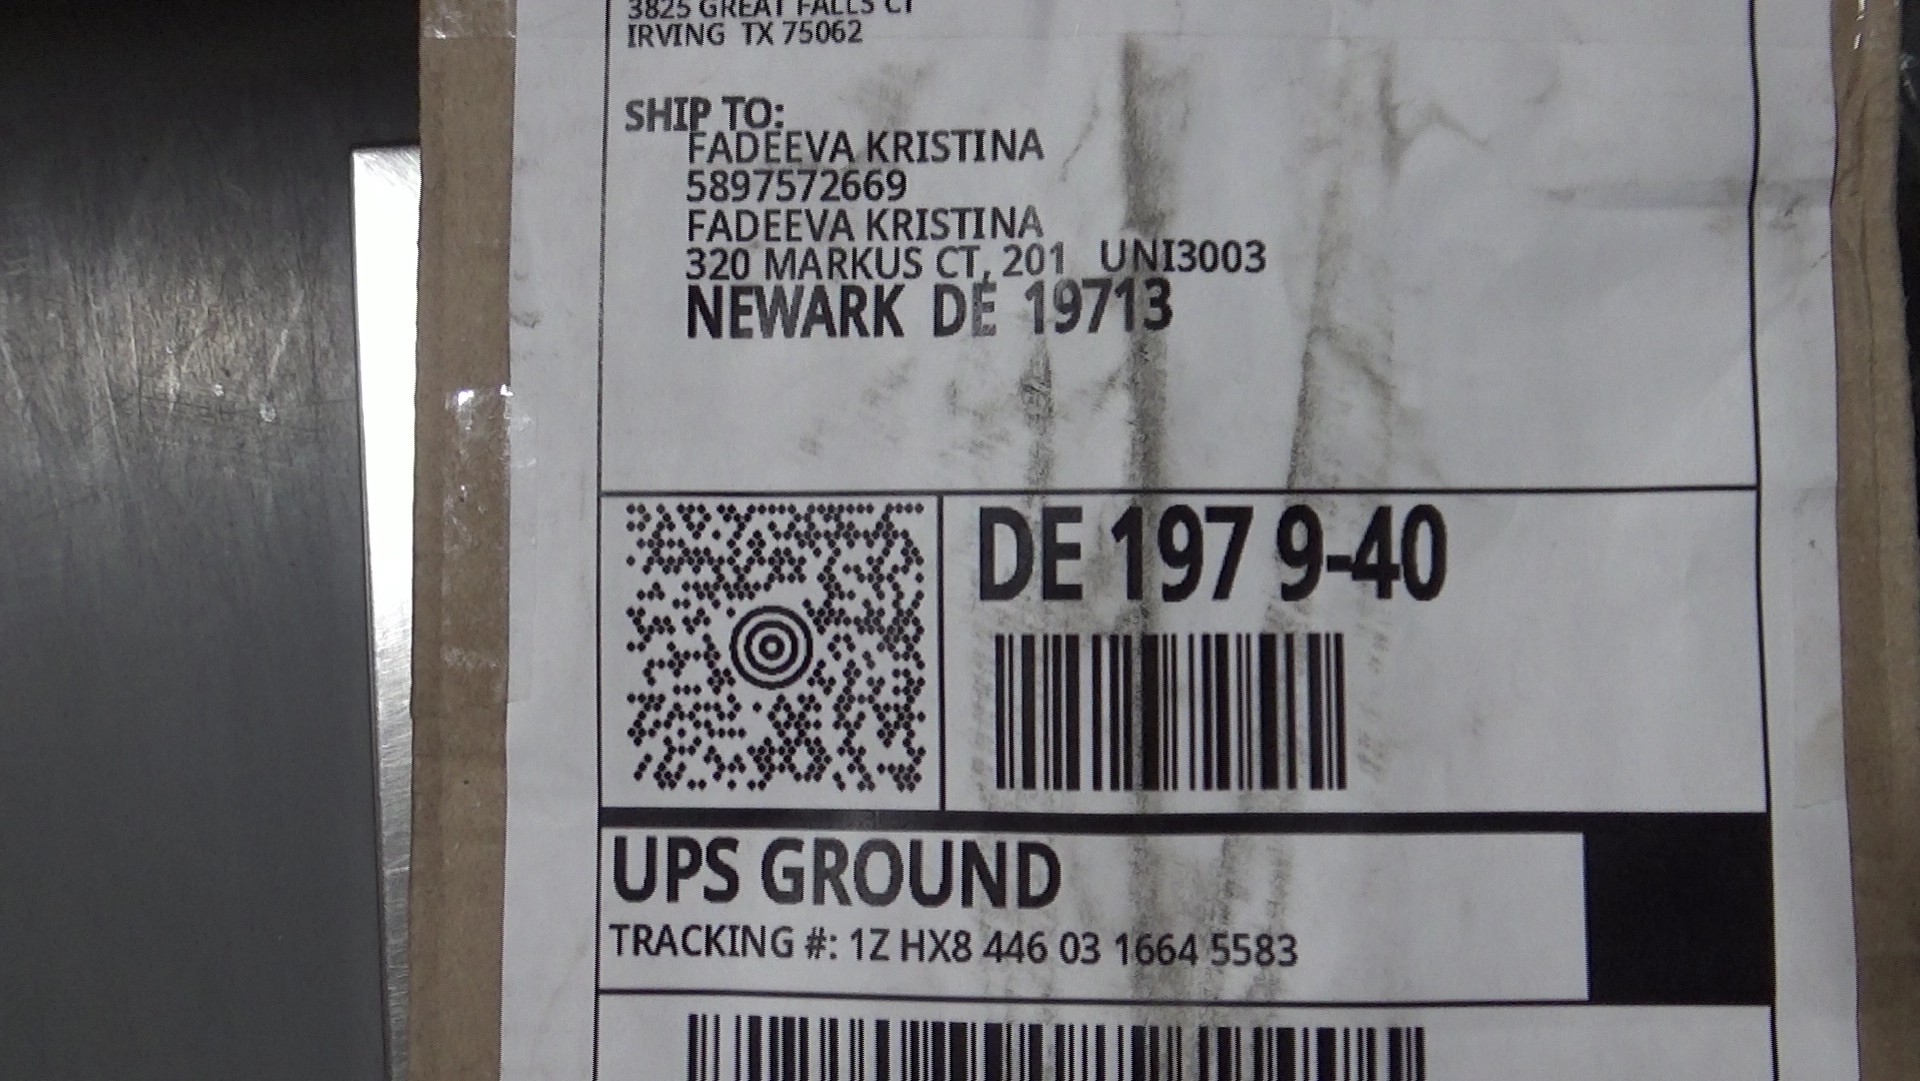 3825 GREAT FALLS CT
IRVING TX 75062
SHIP TO:
FADEEVA KRISTINA
5897572669
FADEEVA KRISTINA
320 MARKUS CT, 201 UNI3003
NEWARK DE 19713
DE 197 9-40
UPS GROUND
TRACKING #: 1Z HX8 446 03 1664 5583